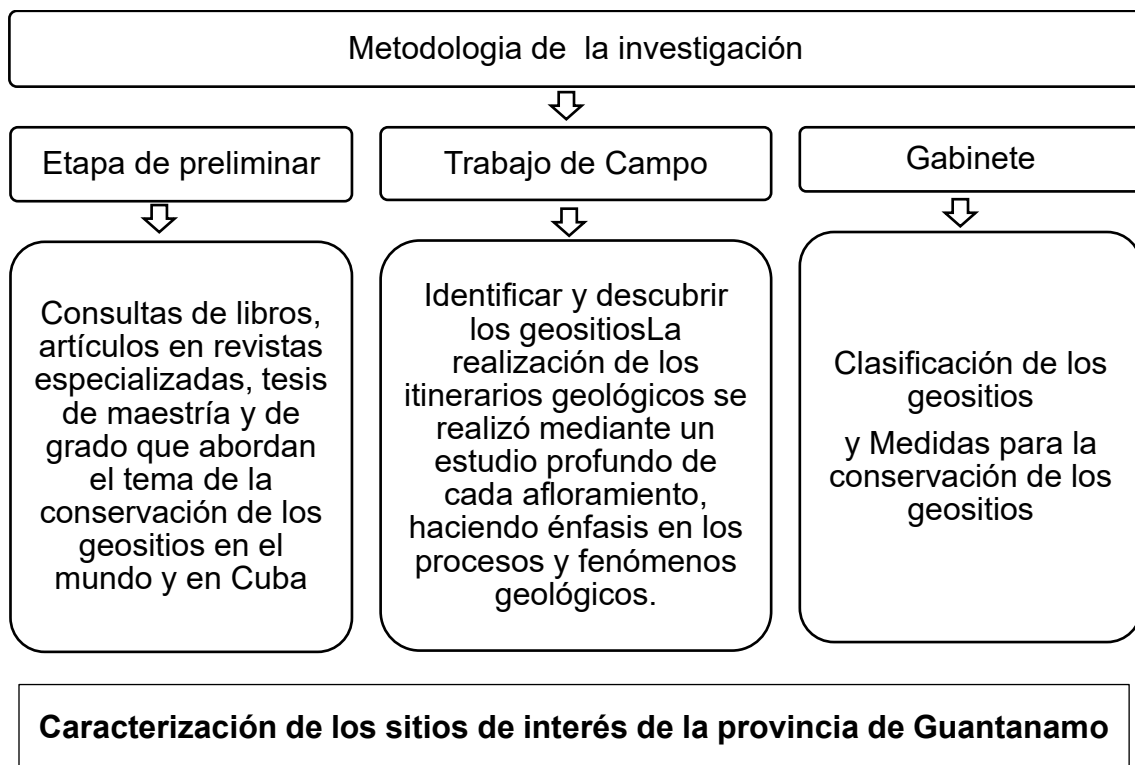 Metodologia de la investigación
Etapa de preliminar
Trabajo de Campo
Gabinete
Consultas de libros,
artículos en revistas
especializadas, tesis
de maestría y de
grado que abordan
el tema de la
conservación de los
geositios en el
mundo y en Cuba
Identificar y descubrir
los geositiosLa
realización de los
itinerarios geológicos se
realizó mediante un
estudio profundo de
cada afloramiento,
haciendo énfasis en los
procesos y fenómenos
geológicos.
Clasificación de los
geositios
y Medidas para la
conservación de los
geositios
Caracterización de los sitios de interés de la provincia de Guantanamo